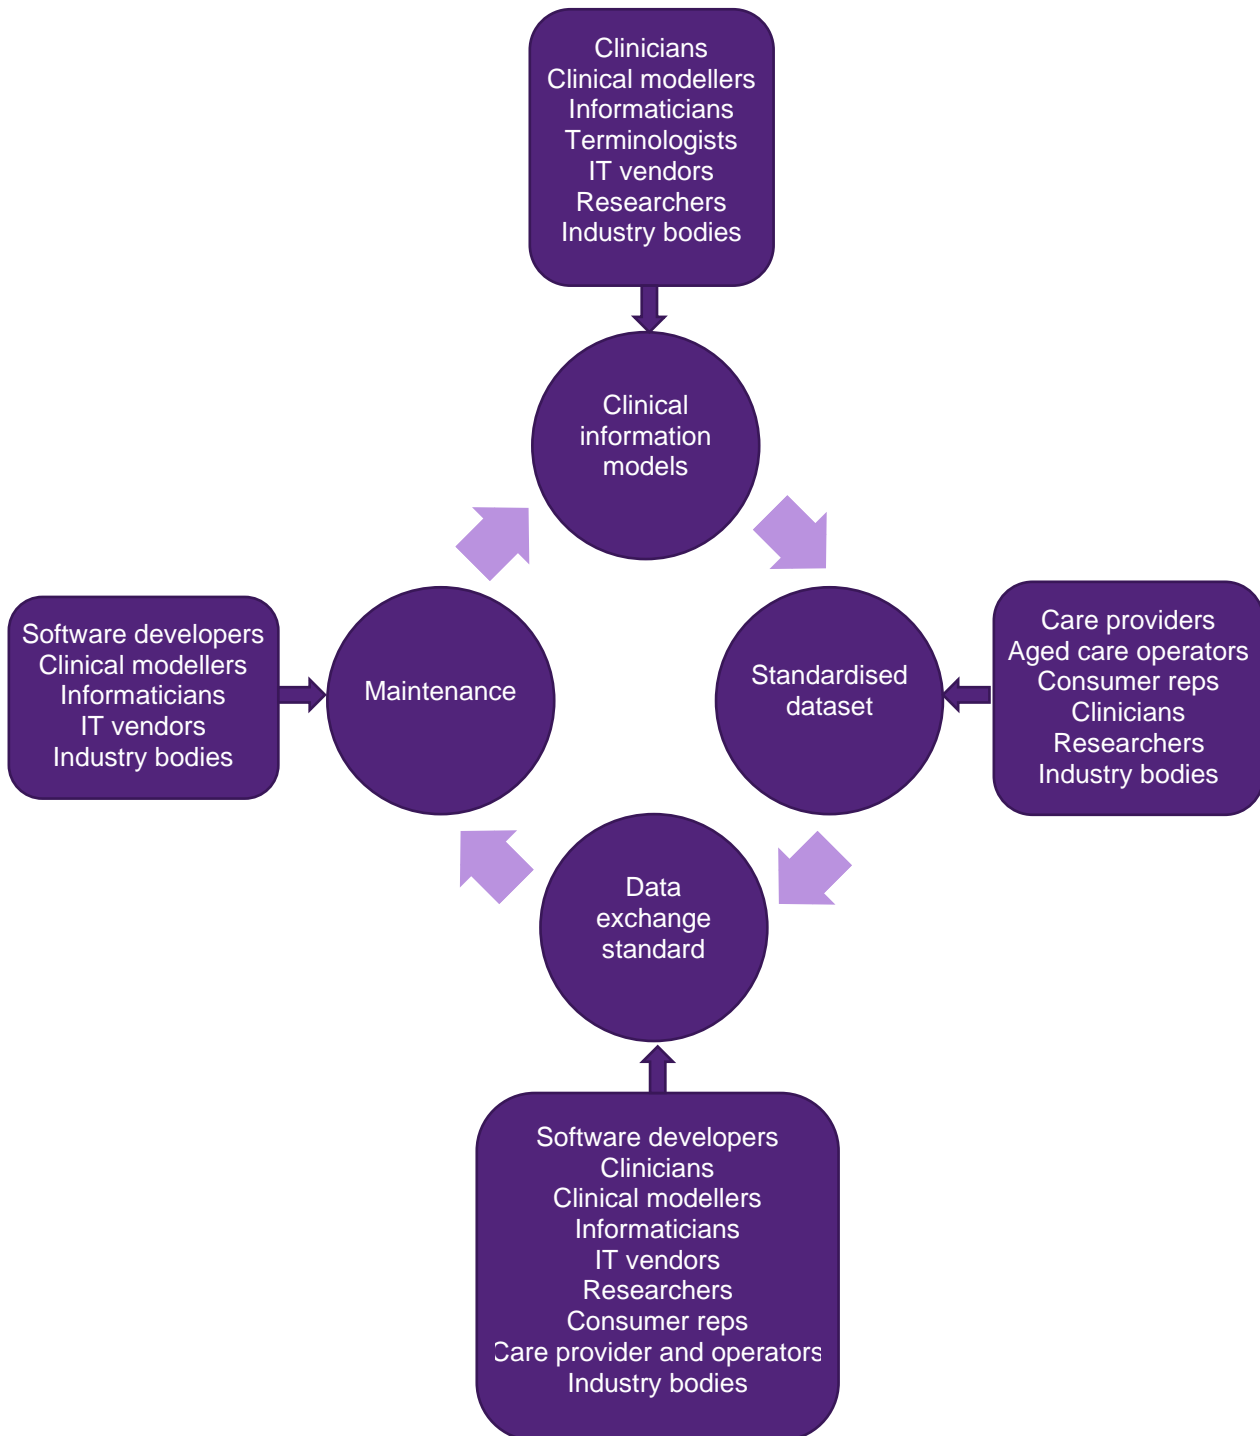 Clinicians
Clinical modellers
Informaticians
Terminologists
IT vendors
Researchers
Industry bodies
Clinical
information
models
Software developers
Clinical modellers
Informaticians
IT vendors
Industry bodies
Maintenance
Standardised
dataset
Care providers
Aged care operators
Consumer reps
Clinicians
Researchers
Industry bodies
Data
exchange
standard
Software developers
Clinicians
Clinical modellers
Informaticians
IT vendors
Researchers
Consumer reps
Care provider and operators
Industry bodies